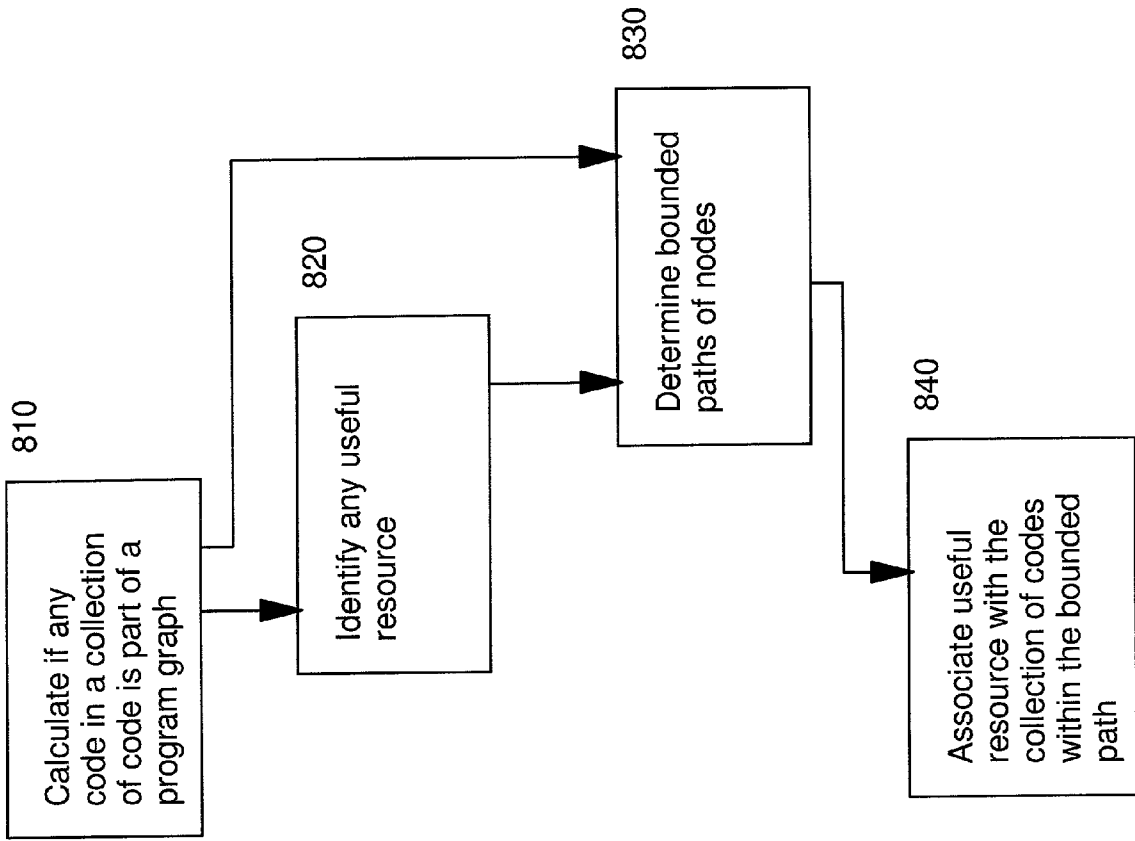 810
Calculate if any
code in a collection
of code is part of a
program graph
820
Identify any useful
resource
830
Determine bounded
paths of nodes
840
Associate useful
resource with the
collection of codes
within the bounded
path